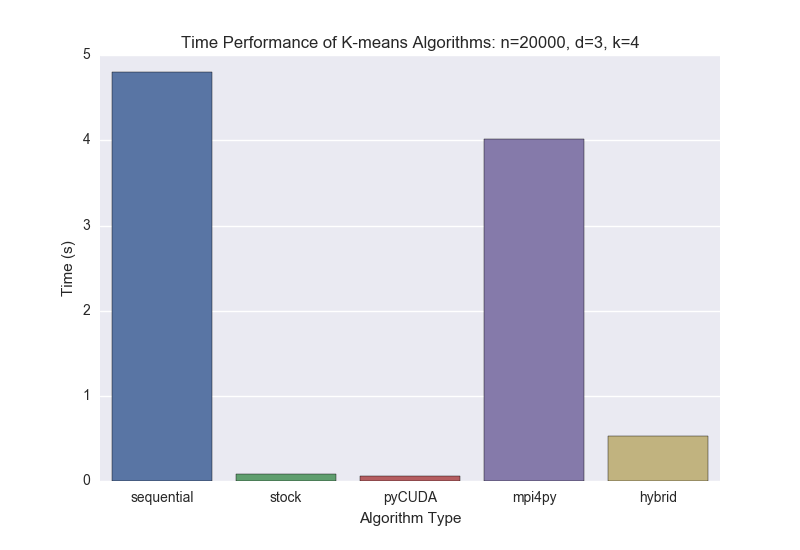 Time Performance of K-means Algorithms: n=20000, d=3, k=4
5
4
3
2
1
0
Time (s)
sequential stock pyCUDA mpi4py hybrid
Algorithm Type